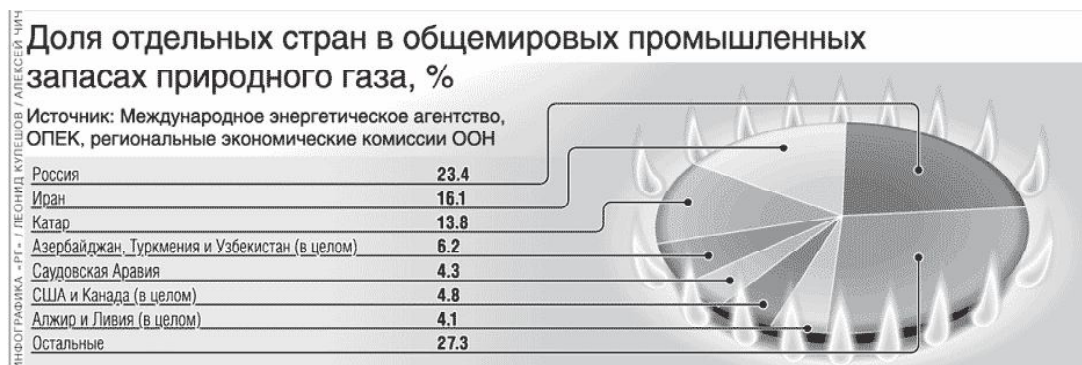 Доля отдельных стран в общемировых промышленных
запасах природного газа, %
Источник: Международное энергетическое агентство,
ОПЕК, региональные экономические комиссии ООН
Россия 23.4
Иран 16.1
Катар 13.8
Азербайджан, Туркмения и Узбекистан (в целом) 6.2
Саудовская Аравия 4.3
США и Канада (в целом) 4.8
Алжир и Ливия (в целом) 4.1
Остальные 27.3
ИНФОГРАФИКА «РГ» / ЛЕОНИД КУЛЕШОВ / АЛЕКСЕЙ ЧИЧ